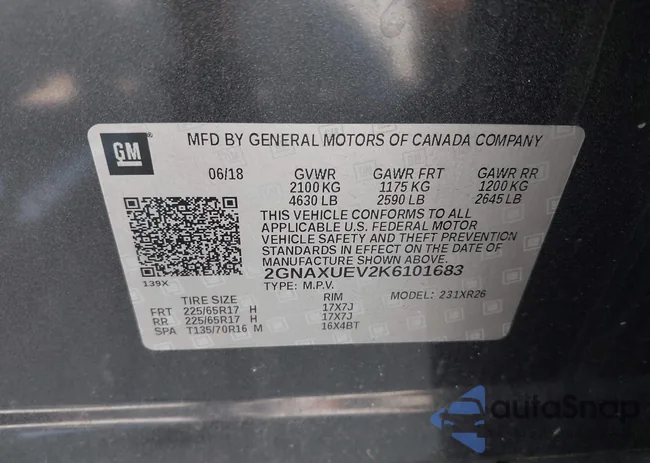 GM
MFD BY GENERAL MOTORS OF CANADA COMPANY
06/18 GVWR GAWR FRT GAWR RR
2100 KG 1175 KG 1200 KG
4630 LB 2590 LB 2645 LB
THIS VEHICLE CONFORMS TO ALL
APPLICABLE U.S. FEDERAL MOTOR
VEHICLE SAFETY AND THEFT PREVENTION
STANDARDS IN EFFECT ON THE DATE OF
MANUFACTURE SHOWN ABOVE.
2GNAXUEV2K6101683
139X TYPE: M.P.V.
TIRE SIZE RIM MODEL: 231XR26
FRT 225/65R17 H 17X7J
RR 225/65R17 H 17X7J
SPA T135/70R16 M 16X4BT
autoSnap